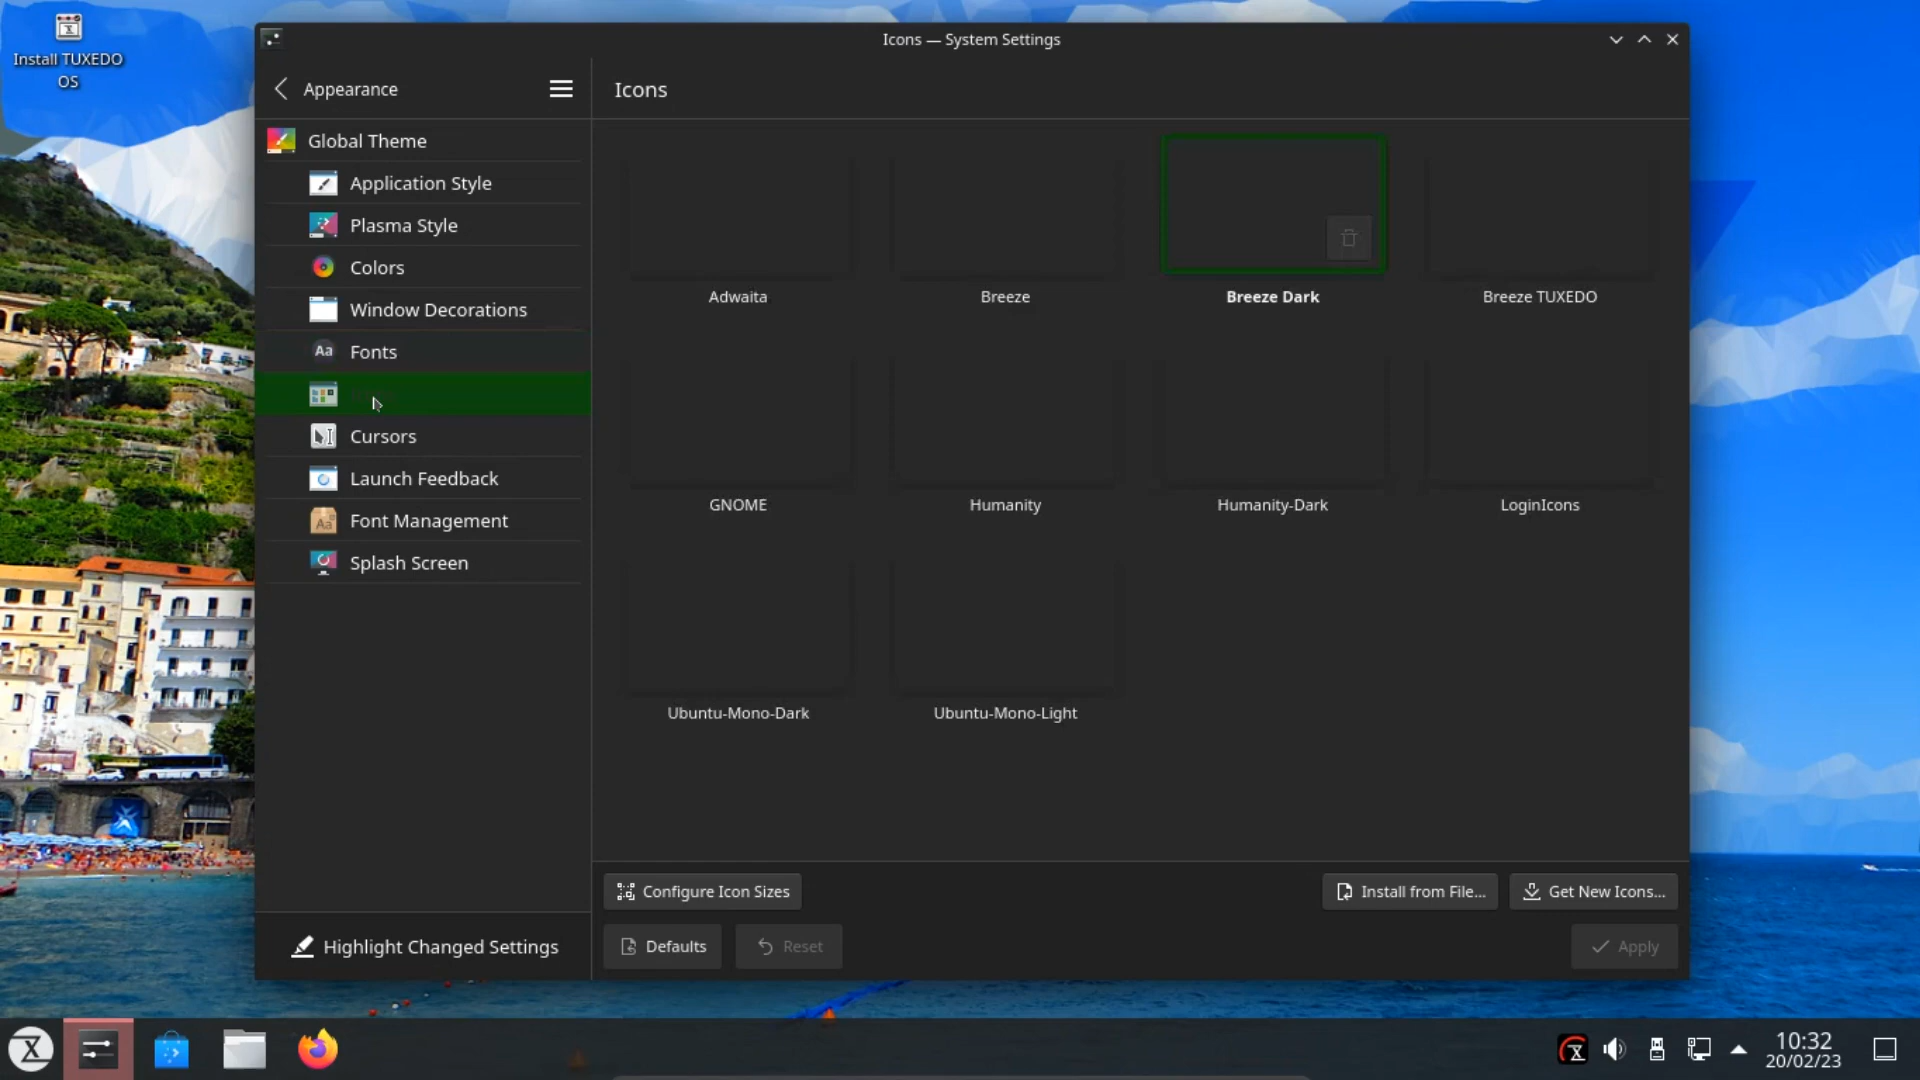 Install TUXEDO
OS
Icons — System Settings
Appearance
Icons
Global Theme
Application Style
Plasma Style
Colors
Window Decorations
Aa Fonts
Cursors
Launch Feedback
Aa Font Management
Splash Screen
Adwaita
Breeze
Breeze Dark
Breeze TUXEDO
GNOME
Humanity
Humanity-Dark
LoginIcons
Ubuntu-Mono-Dark
Ubuntu-Mono-Light
Configure Icon Sizes
Install from File...
Get New Icons...
Highlight Changed Settings
Defaults
Reset
Apply
10:32
20/02/23